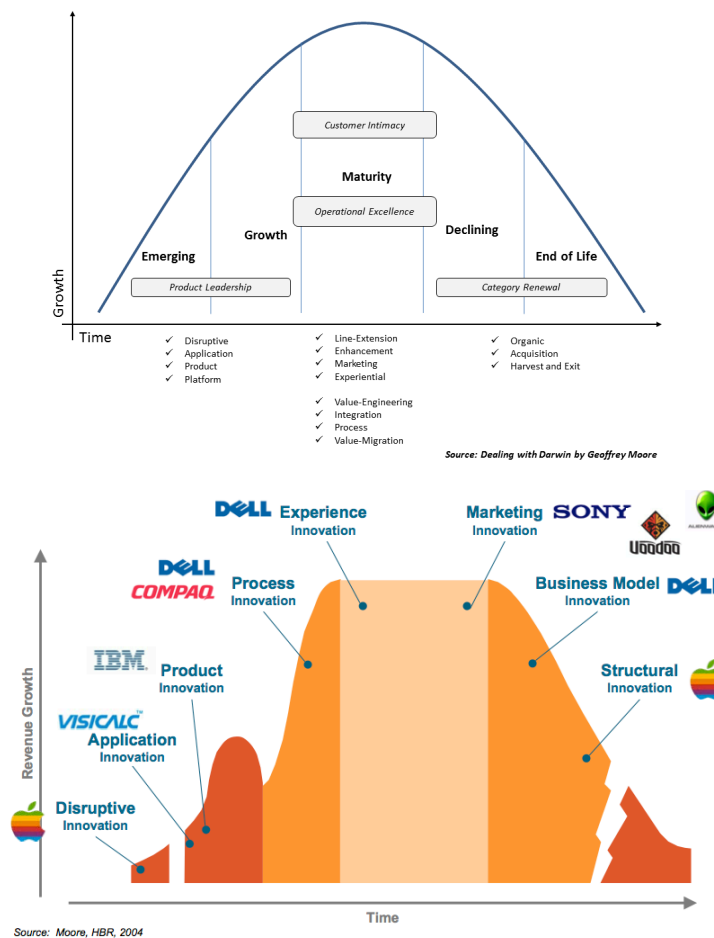 Customer Intimacy
Maturity
Operational Excellence
Growth
Declining
Emerging
End of Life
Product Leadership
Category Renewal
Growth
Time
✓ Disruptive
✓ Application
✓ Product
✓ Platform
✓ Line-Extension
✓ Enhancement
✓ Marketing
✓ Experiential
✓ Value-Engineering
✓ Integration
✓ Process
✓ Value-Migration
✓ Organic
✓ Acquisition
✓ Harvest and Exit
Source: Dealing with Darwin by Geoffrey Moore
DELL Experience
Innovation
Marketing SONY
Innovation
VOODOO
DELL
COMPAQ
Process
Innovation
Business Model DELL
Innovation
IBM
Product
Innovation
Structural
Innovation
VISICALC™
Application
Innovation
Disruptive
Innovation
Revenue Growth
Time
Source: Moore, HBR, 2004